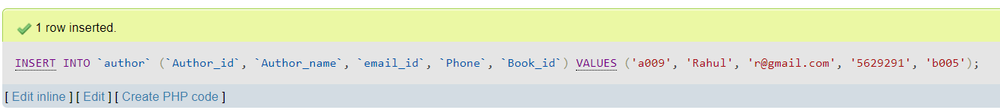 1 row inserted.
INSERT INTO `author` (`Author_id`, `Author_name`, `email_id`, `Phone`, `Book_id`) VALUES ('a009', 'Rahul', 'r@gmail.com', '5629291', 'b005');
[ Edit inline ] [ Edit ] [ Create PHP code ]